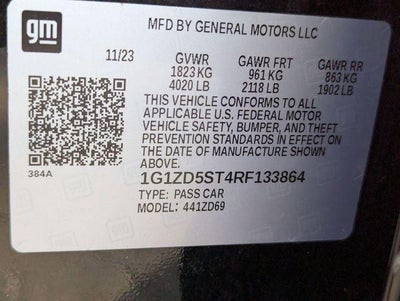 gm
MFD BY GENERAL MOTORS LLC
11/23 GVWR GAWR FRT GAWR RR
1823 KG 961 KG 863 KG
4020 LB 2118 LB 1902 LB
THIS VEHICLE CONFORMS TO ALL
APPLICABLE U.S. FEDERAL MOTOR
VEHICLE SAFETY, BUMPER, AND THEFT
PREVENTION STANDARDS IN EFFECT ON
THE DATE OF MANUFACTURE SHOWN
ABOVE.
384A
1G1ZD5ST4RF133864
TYPE: PASS CAR
MODEL: 441ZD69